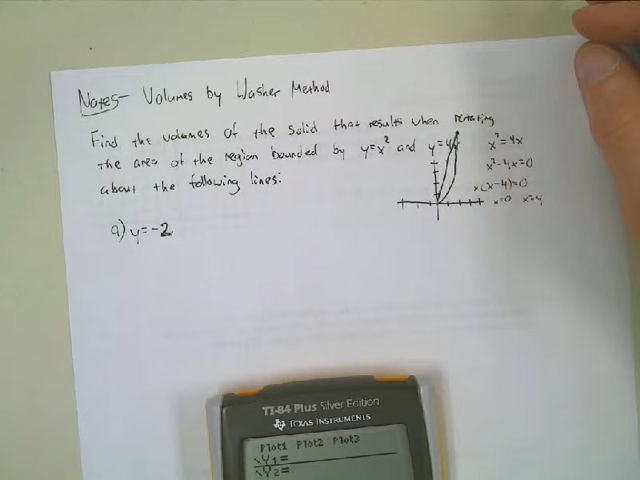 Notes- Volumes by Washer Method
Find the volumes of the solid that results when rotating
the area of the region bounded by y=x² and y=4x
about the following lines:
x²=4x
x²-4x=0
x(x-4)=0
x=0 x=4
a) y=-2
TI-84 Plus Silver Edition
TEXAS INSTRUMENTS
Plot1 Plot2 Plot3
\Y1=
\Y2=